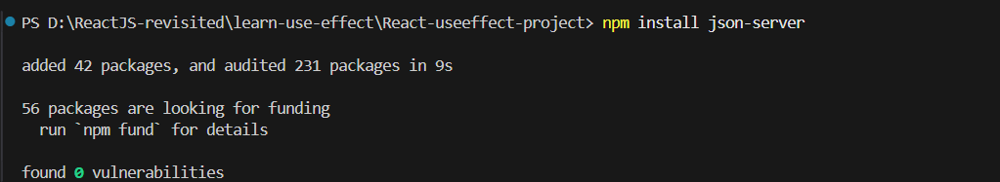 PS D:\ReactJS-revisited\learn-use-effect\React-useeffect-project> npm install json-server
added 42 packages, and audited 231 packages in 9s
56 packages are looking for funding
  run `npm fund` for details
found 0 vulnerabilities